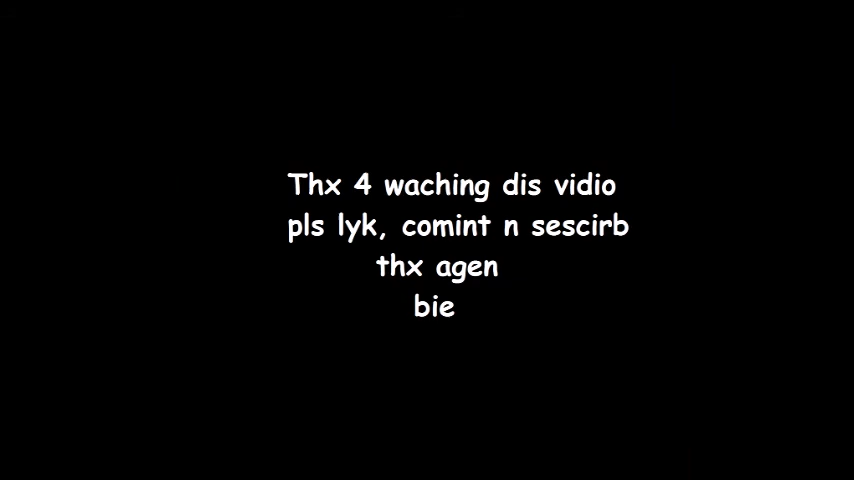 Thx 4 waching dis vidio
pls lyk, comint n sescirb
thx agen
bie